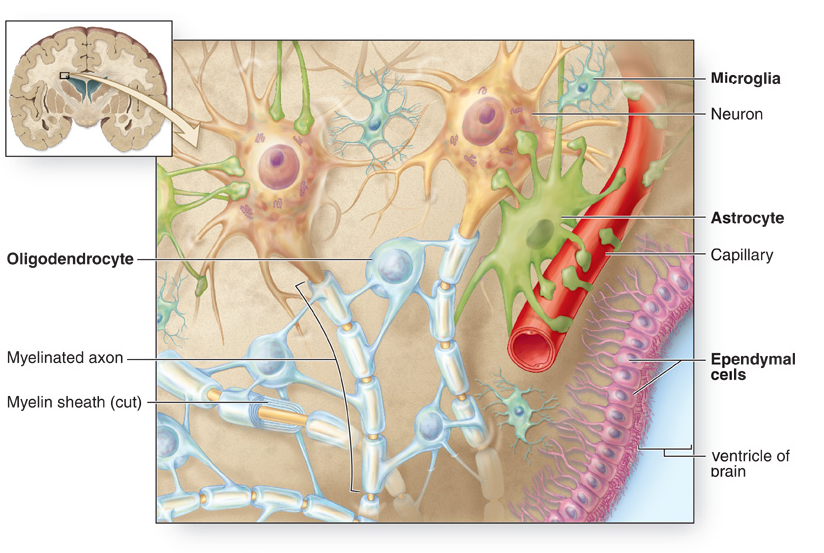 Microglia
Neuron
Astrocyte
Capillary
Oligodendrocyte
Myelinated axon
Myelin sheath (cut)
Ependymal
cells
ventricle of
brain